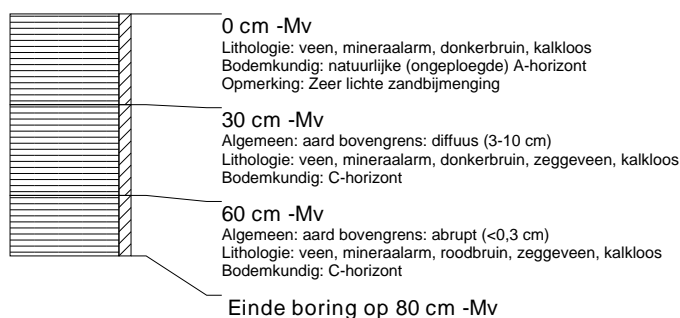 0 cm -Mv
Lithologie: veen, mineraalarm, donkerbruin, kalkloos
Bodemkundig: natuurlijke (ongeploegde) A-horizont
Opmerking: Zeer lichte zandbijmenging
30 cm -Mv
Algemeen: aard bovengrens: diffuus (3-10 cm)
Lithologie: veen, mineraalarm, donkerbruin, zeggeveen, kalkloos
Bodemkundig: C-horizont
60 cm -Mv
Algemeen: aard bovengrens: abrupt (<0,3 cm)
Lithologie: veen, mineraalarm, roodbruin, zeggeveen, kalkloos
Bodemkundig: C-horizont
Einde boring op 80 cm -Mv